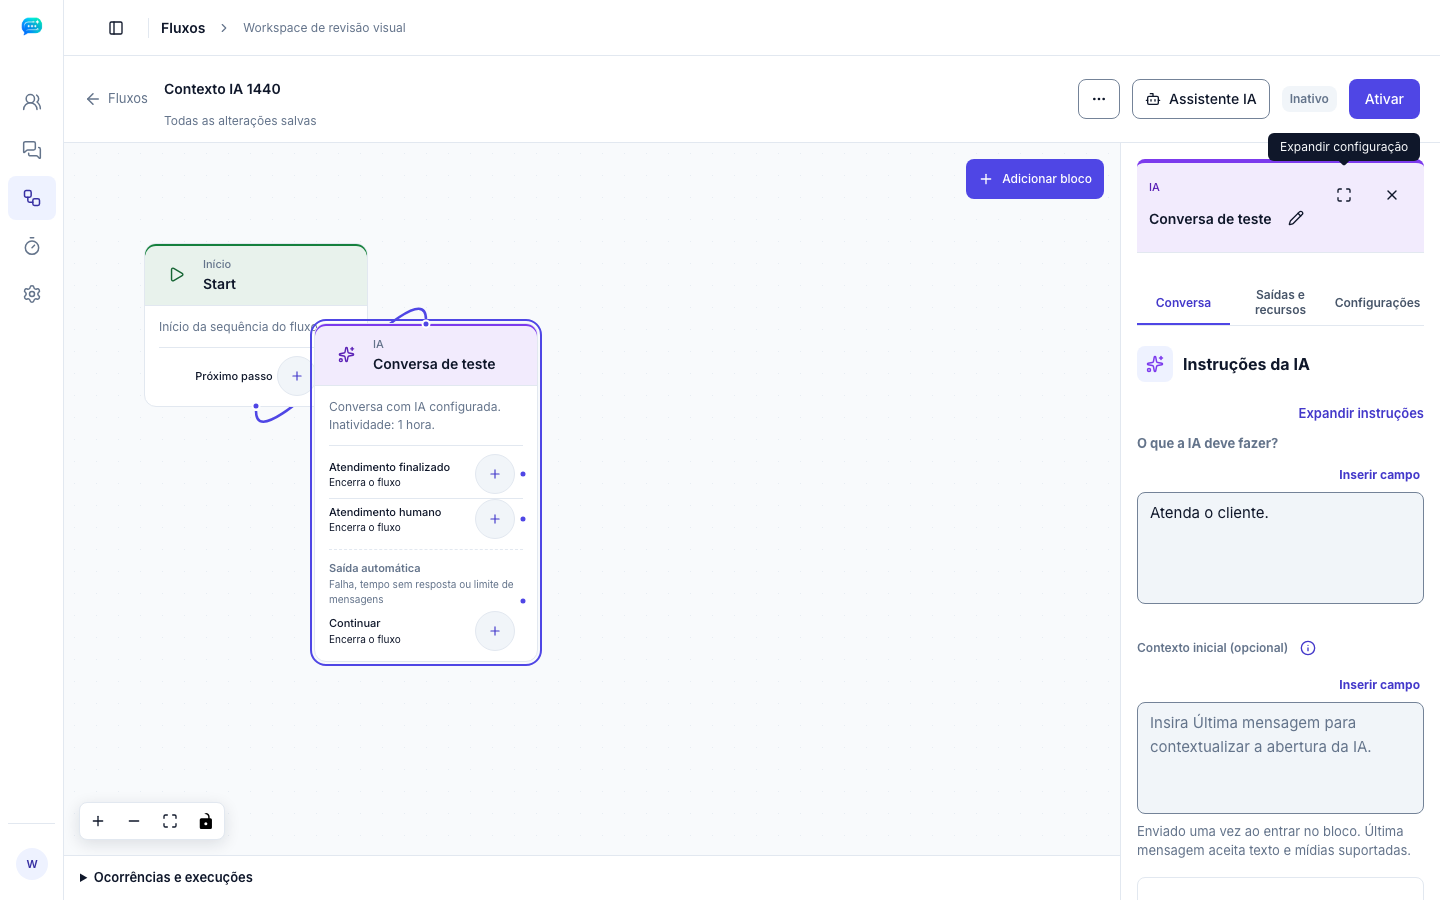 Fluxos
Workspace de revisão visual
Fluxos
Contexto IA 1440
Todas as alterações salvas
Assistente IA
Inativo
Ativar
Expandir configuração
Adicionar bloco
Início
Start
Início da sequência do fluxo
Próximo passo
IA
Conversa de teste
Conversa com IA configurada.
Inatividade: 1 hora.
Atendimento finalizado
Encerra o fluxo
Atendimento humano
Encerra o fluxo
Saída automática
Falha, tempo sem resposta ou limite de
mensagens
Continuar
Encerra o fluxo
IA
Conversa de teste
Conversa
Saídas e
recursos
Configurações
Instruções da IA
Expandir instruções
O que a IA deve fazer?
Inserir campo
Atenda o cliente.
Contexto inicial (opcional)
Inserir campo
Insira Última mensagem para
contextualizar a abertura da IA.
Enviado uma vez ao entrar no bloco. Última
mensagem aceita texto e mídias suportadas.
W
Ocorrências e execuções